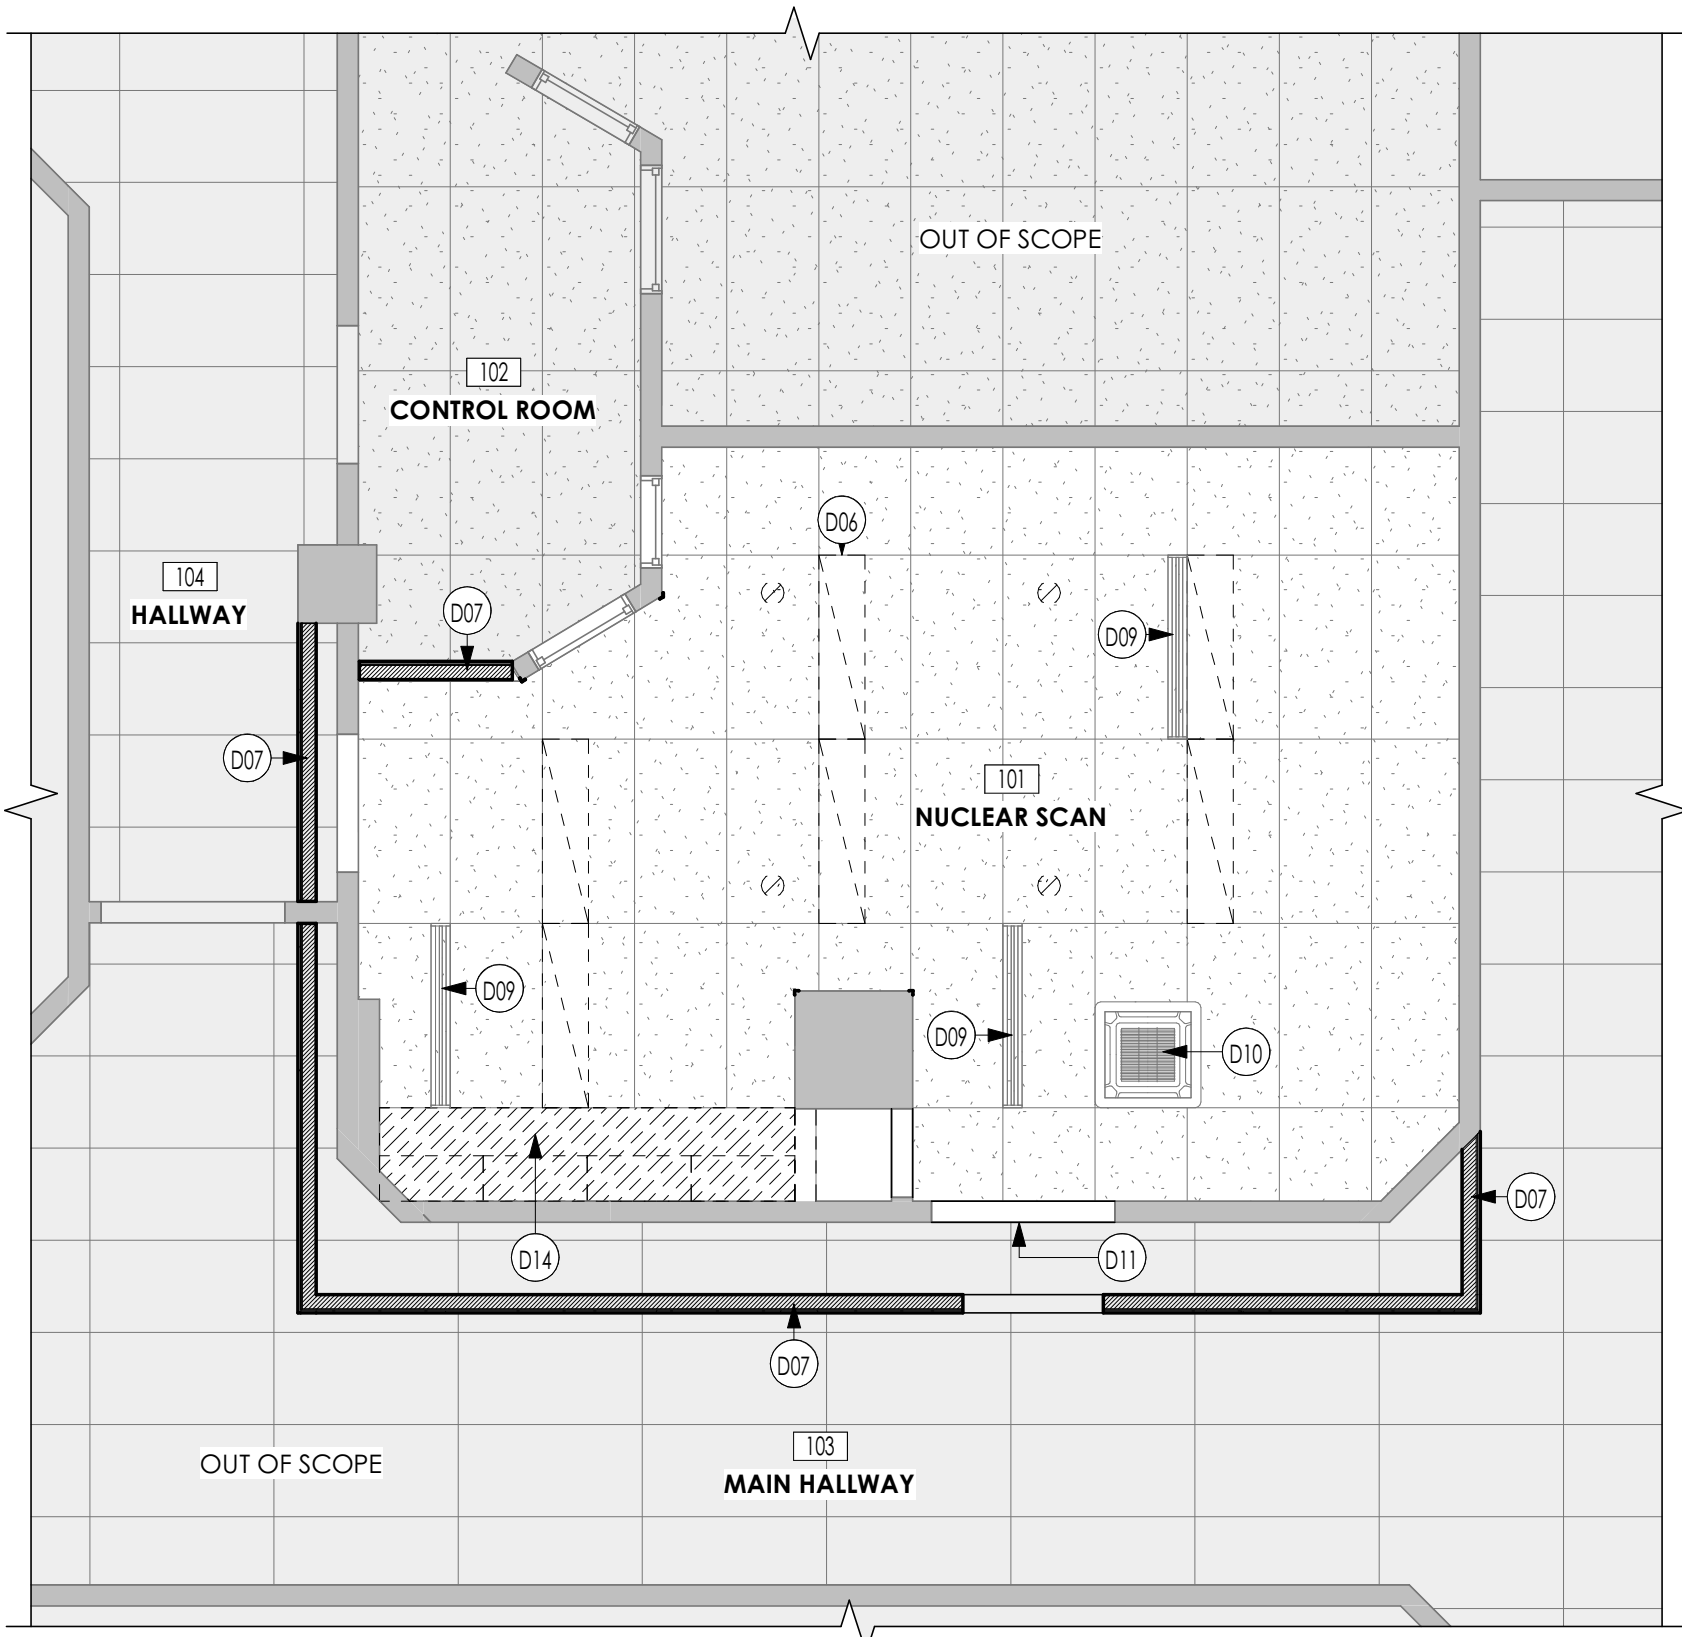 OUT OF SCOPE
102
CONTROL ROOM
D06
104
HALLWAY
D07
D09
D07
101
NUCLEAR SCAN
D09
D09
D10
D07
D14
D11
D07
103
OUT OF SCOPE
MAIN HALLWAY